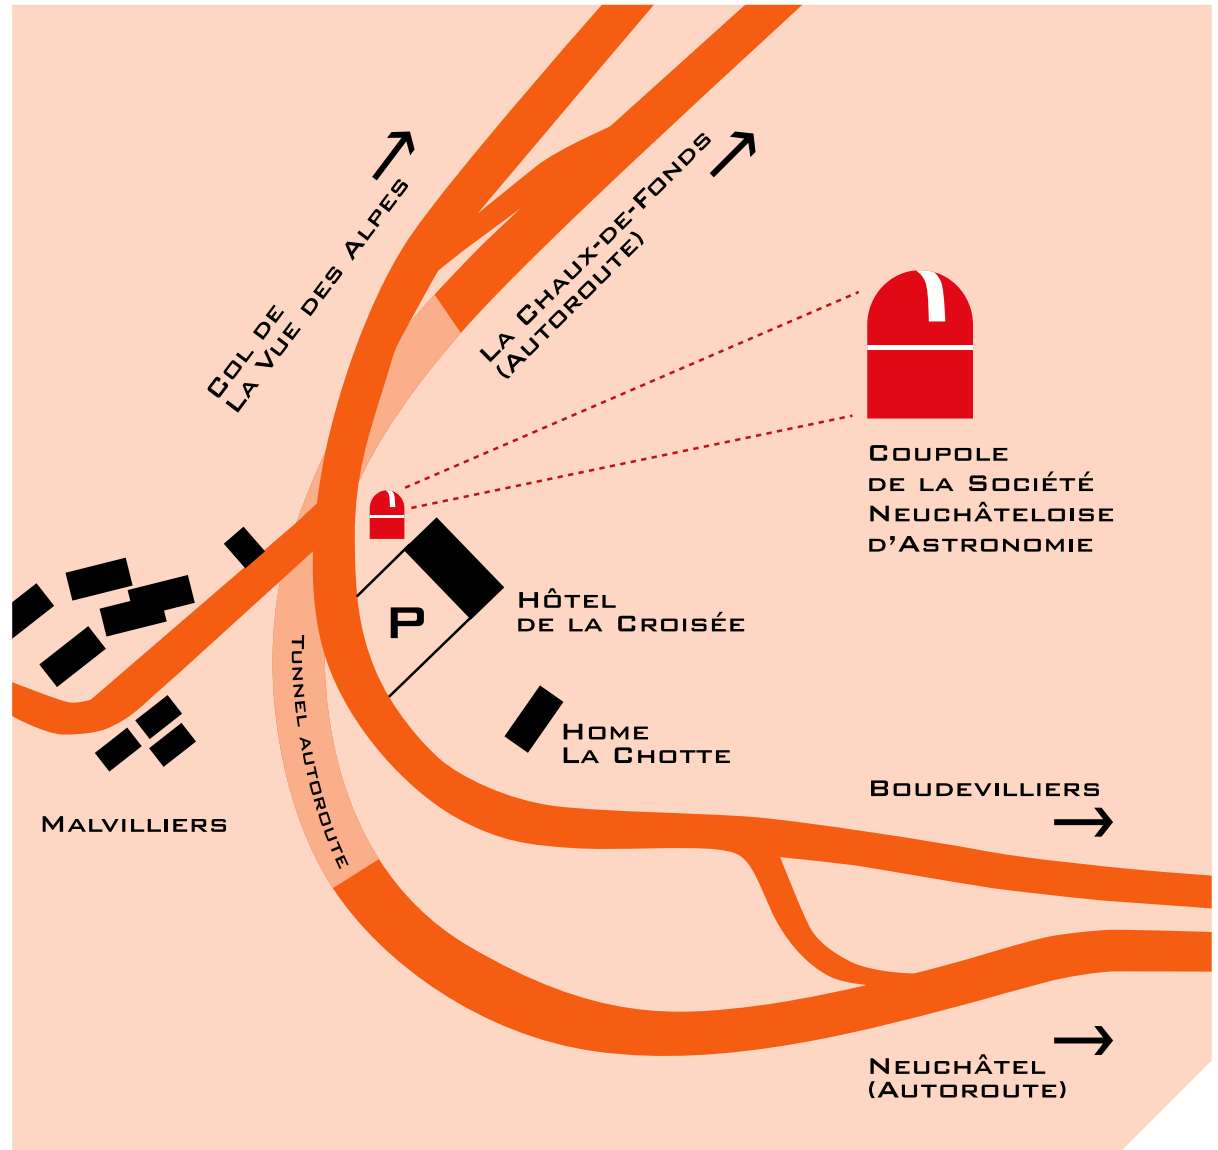 Col de
la Vue des Alpes
La Chaux-de-Fonds
(Autoroute)
Coupole
de la Société
Neuchâteloise
d'Astronomie
Hôtel
de la Croisée
P
Tunnel autoroute
Home
La Chotte
Boudevilliers
Malvilliers
Neuchâtel
(Autoroute)